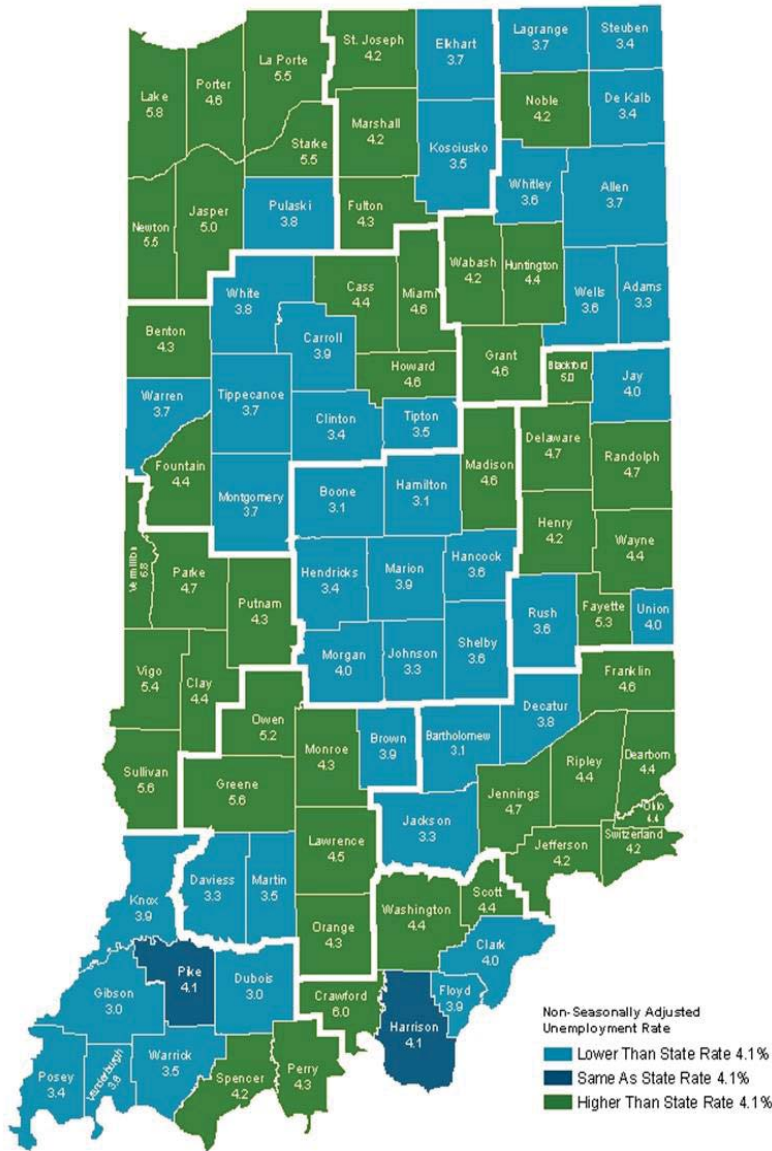 St. Joseph
4.2
Elkhart
3.7
Lagrange
3.7
Steuben
3.4
La Porte
5.5
Porter
4.6
Lake
5.8
Noble
4.2
De Kalb
3.4
Marshall
4.2
Kosciusko
3.5
Starke
5.5
Whitley
3.6
Allen
3.7
Pulaski
3.8
Fulton
4.3
Jasper
5.0
Newton
5.5
Wabash
4.2
Huntington
4.4
Wells
3.6
Adams
3.3
White
3.8
Cass
4.4
Miami
4.6
Carroll
3.9
Benton
4.3
Howard
4.6
Grant
4.6
Blackford
5.0
Jay
4.0
Warren
3.7
Tippecanoe
3.7
Clinton
3.4
Tipton
3.5
Delaware
4.7
Randolph
4.7
Fountain
4.4
Madison
4.6
Montgomery
3.7
Boone
3.1
Hamilton
3.1
Henry
4.2
Wayne
4.4
Vermillion
6.8
Parke
4.7
Putnam
4.3
Hendricks
3.4
Marion
3.9
Hancock
3.6
Rush
3.6
Fayette
5.3
Union
4.0
Vigo
5.4
Clay
4.4
Morgan
4.0
Johnson
3.3
Shelby
3.6
Franklin
4.6
Owen
5.2
Monroe
4.3
Brown
3.9
Bartholomew
3.1
Decatur
3.8
Sullivan
5.6
Greene
5.6
Ripley
4.4
Dearborn
4.4
Jennings
4.7
Ohio
4.4
Jackson
3.3
Lawrence
4.5
Jefferson
4.2
Switzerland
4.2
Knox
3.9
Daviess
3.3
Martin
3.5
Orange
4.3
Washington
4.4
Scott
4.4
Clark
4.0
Pike
4.1
Dubois
3.0
Gibson
3.0
Crawford
6.0
Harrison
4.1
Floyd
3.9
Posey
3.4
Vanderburgh
3.8
Warrick
3.5
Spencer
4.2
Perry
4.3
Non-Seasonally Adjusted
Unemployment Rate
Lower Than State Rate 4.1%
Same As State Rate 4.1%
Higher Than State Rate 4.1%